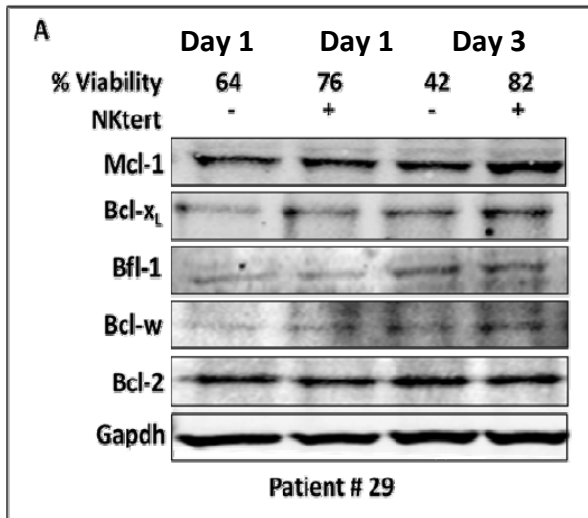 A
Day 1 Day 1 Day 3
% Viability 64 76 42 82
NKtert - + - +
Mcl-1
Bcl-xL
Bfl-1
Bcl-w
Bcl-2
Gapdh
Patient # 29